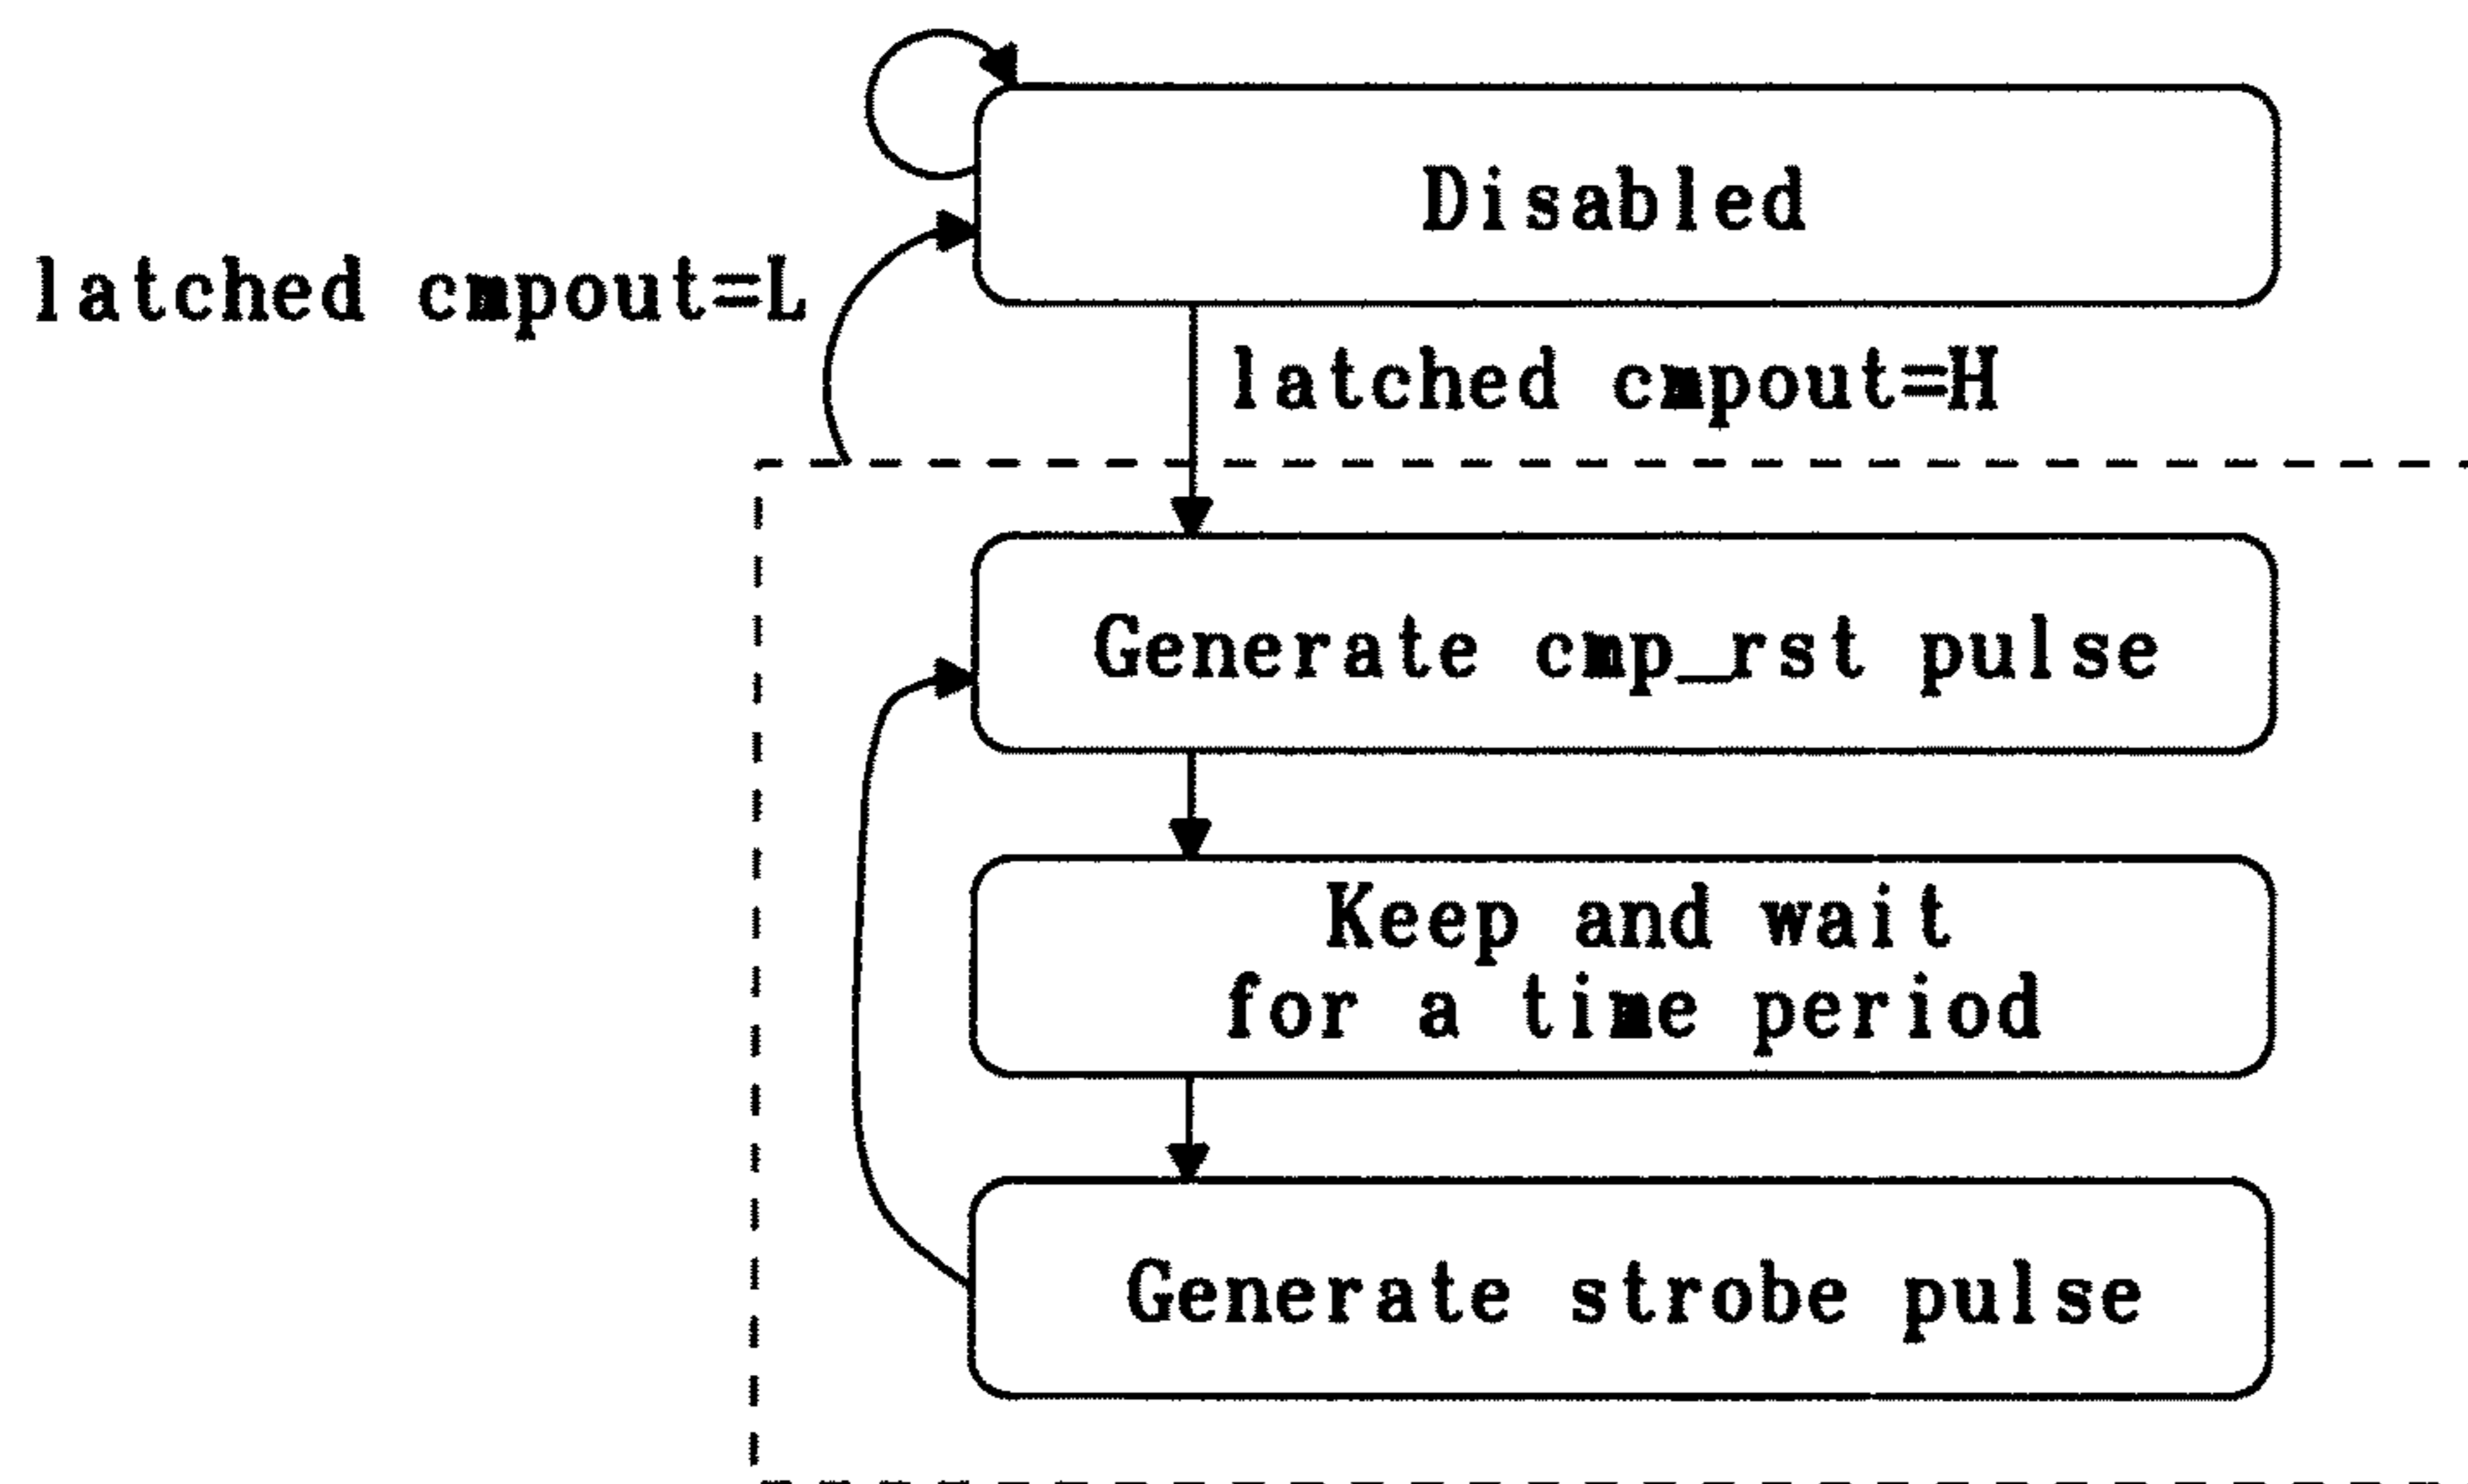 Disabled
latched cmpout=L
latched cmpout=H
Generate cmp_rst pulse
Keep and wait
for a time period
Generate strobe pulse